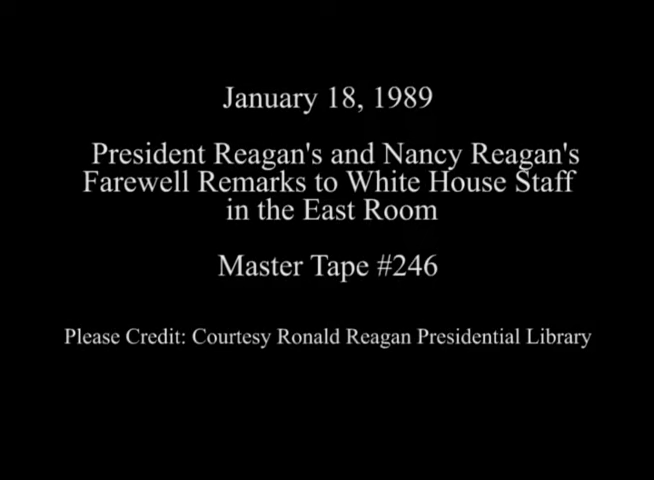 January 18, 1989
President Reagan's and Nancy Reagan's
Farewell Remarks to White House Staff
in the East Room
Master Tape #246
Please Credit: Courtesy Ronald Reagan Presidential Library